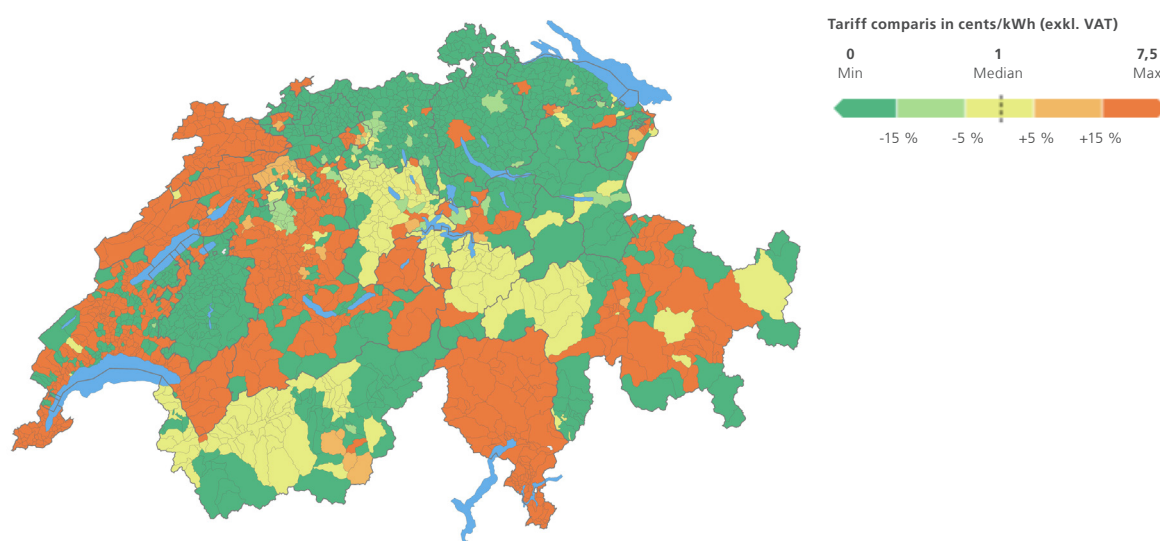 Tariff comparis in cents/kWh (exkl. VAT)
0 1 7,5
Min Median Max
-15 % -5 % +5 % +15 %